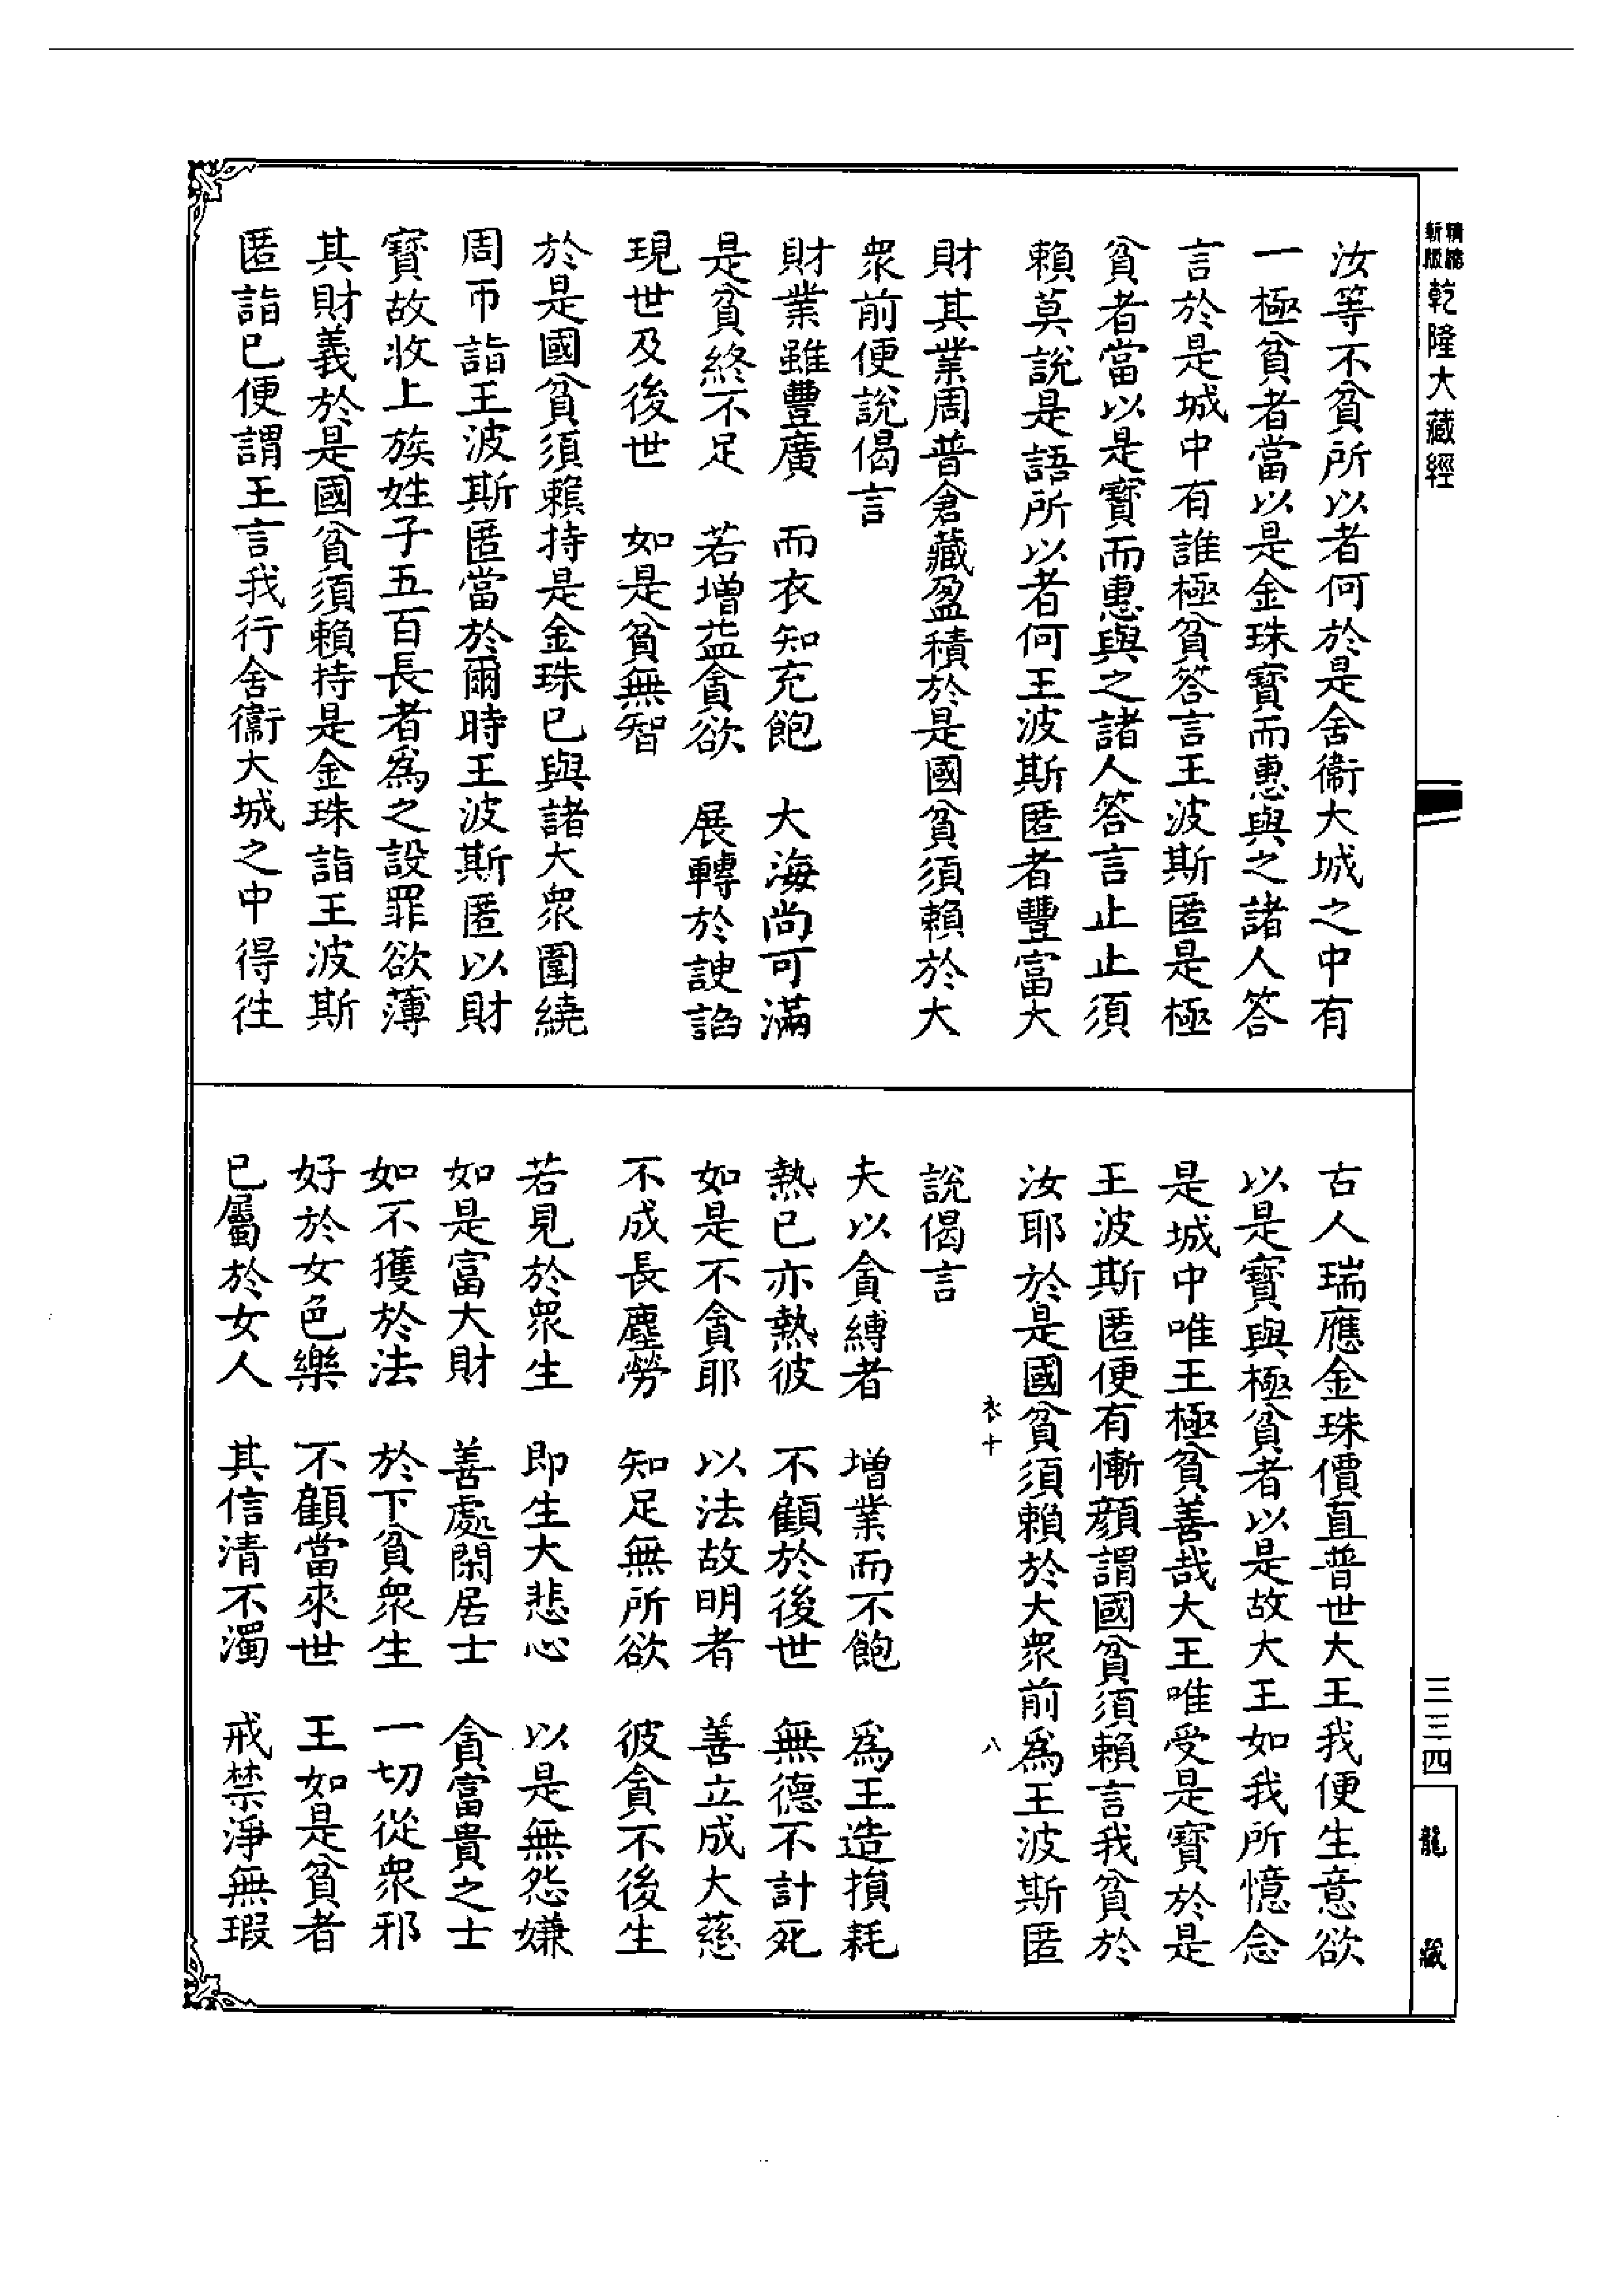 精縮新版乾隆大藏經
汝等不貧所以者何於是舍衞大城之中有
一極貧者當以是金珠寶而惠與之諸人答
言於是城中有誰極貧答言王波斯匿是極
貧者當以是寶而惠與之諸人答言止止須
賴莫說是語所以者何王波斯匿者豐富大
財其業周普倉藏盈積於是國貧須賴於大
衆前便說偈言
財業雖豐廣　而衣知充飽　大海尚可滿
是貧終不足　若增益貪欲　展轉於諛諂
現世及後世　如是貧無智
於是國貧須賴持是金珠已與諸大衆圍繞
周帀詣王波斯匿當於爾時王波斯匿以財
寶故收上族姓子五百長者爲之設罪欲薄
其財義於是國貧須賴持是金珠詣王波斯
匿詣已便謂王言我行舍衞大城之中得往
古人瑞應金珠價直普世大王我便生意欲
以是寶與極貧者以是故大王如我所憶念
是城中唯王極貧善哉大王唯受是寶於是
王波斯匿便有慚顔謂國貧須賴言我貧於
汝耶於是國貧須賴於大衆前爲王波斯匿
衣十　八
說偈言
夫以貪縛者　增業而不飽　爲王造損耗
熱已亦熱彼　不顧於後世　無德不計死
如是不貪耶　以法故明者　善立成大慈
不成長塵勞　知足無所欲　彼貪不後生
若見於衆生　即生大悲心　以是無怨嫌
如是富大財　善處閑居士　貪富貴之士
如不獲於法　於下貧衆生　一切從衆邪
好於女色樂　不顧當來世　王如是貧者
已屬於女人　其信清不濁　戒禁淨無瑕
三三四
龍藏